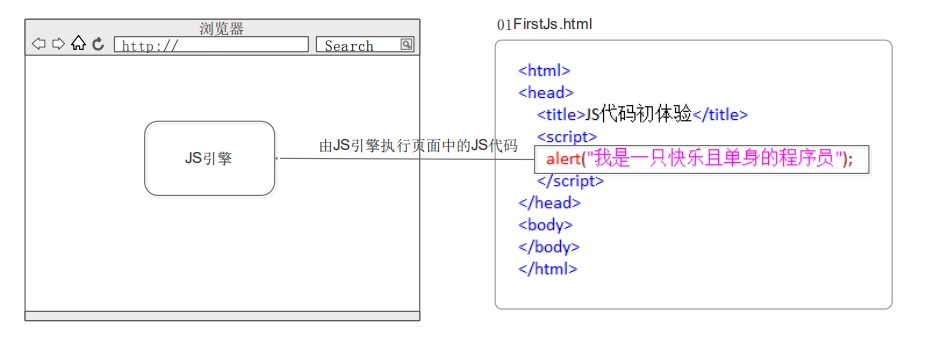 浏览器
http://
Search
JS引擎
由JS引擎执行页面中的JS代码
01FirstJs.html
<html>
<head>
<title>JS代码初体验</title>
<script>
alert("我是一只快乐且单身的程序员");
</script>
</head>
<body>
</body>
</html>